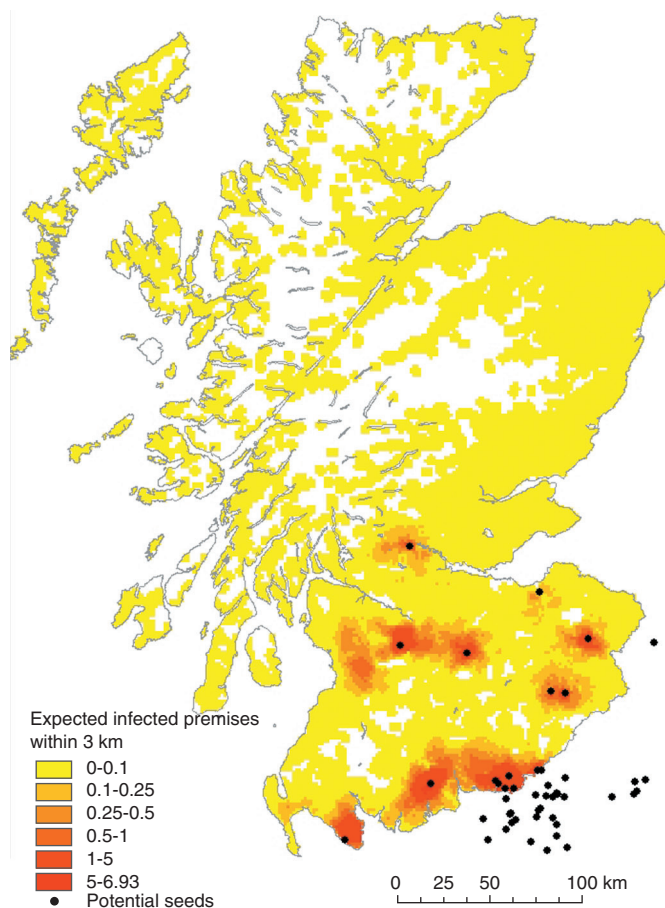 Expected infected premises
within 3 km
0-0.1
0.1-0.25
0.25-0.5
0.5-1
1-5
5-6.93
Potential seeds
0 25 50 100 km